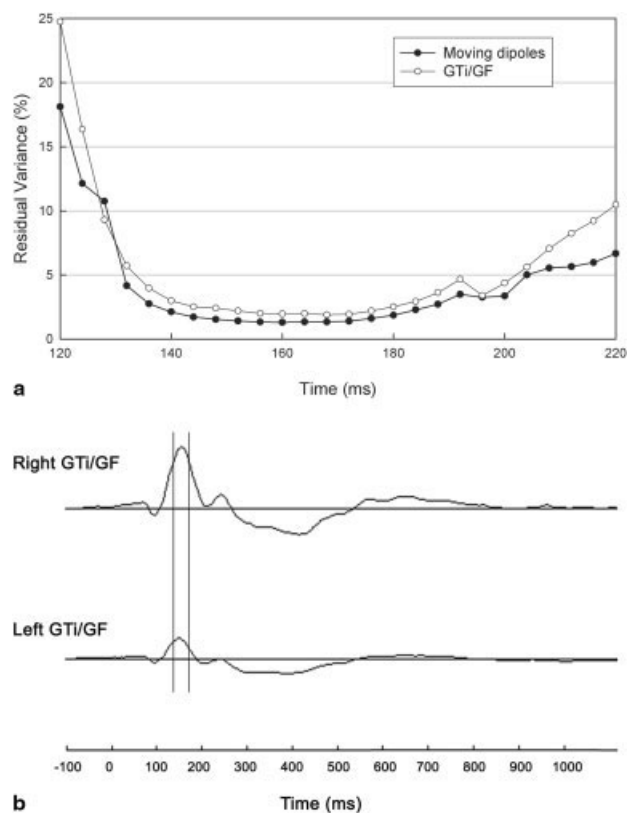 25
20
15
10
5
0
Residual Variance (%)
Moving dipoles
GTi/GF
120 140 160 180 200 220
Time (ms)
a
Right GTi/GF
Left GTi/GF
-100 0 100 200 300 400 500 600 700 800 900 1000
Time (ms)
b